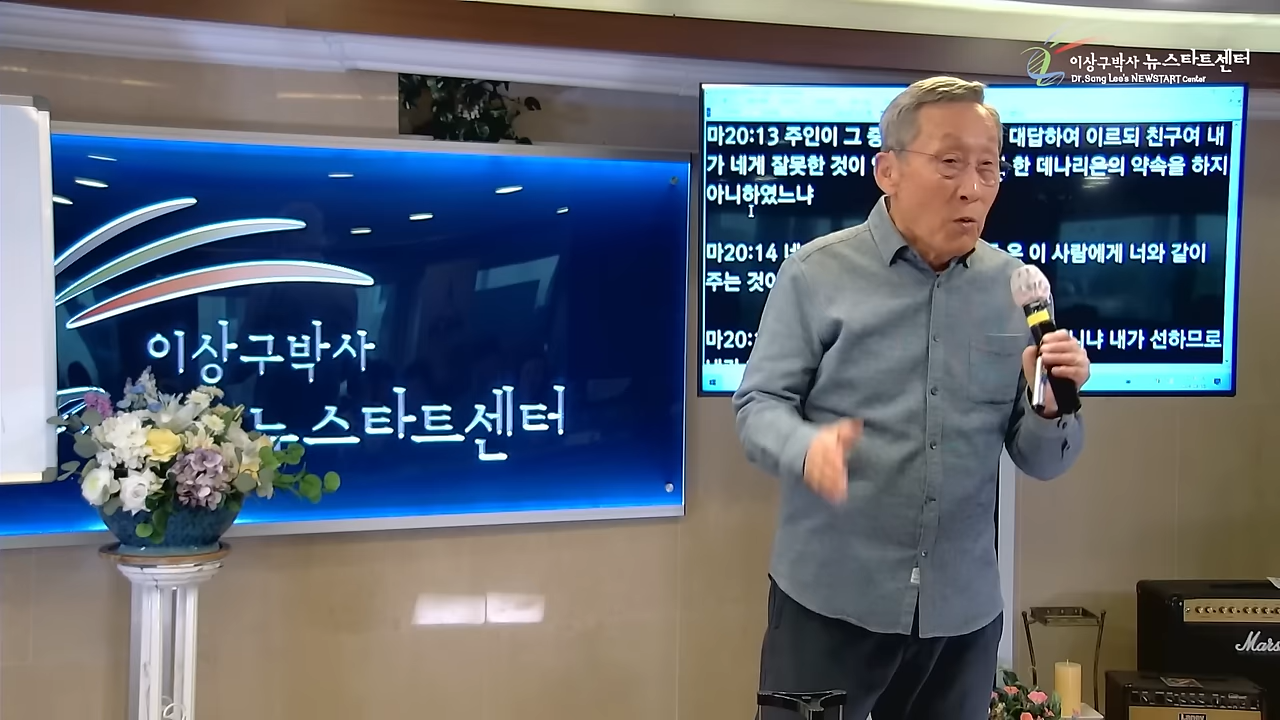 이상구박사 뉴스타트센터
Dr.Sang Lee's NEWSTART Center
마20:13 주인이 그 대답하여 이르되 친구여 내
가 네게 잘못한 것이 한 데나리온의 약속을 하지
아니하였느냐
마20:14 온 이 사람에게 너와 같이
주는 것이
내가 선하므로
이상구박사
뉴스타트센터